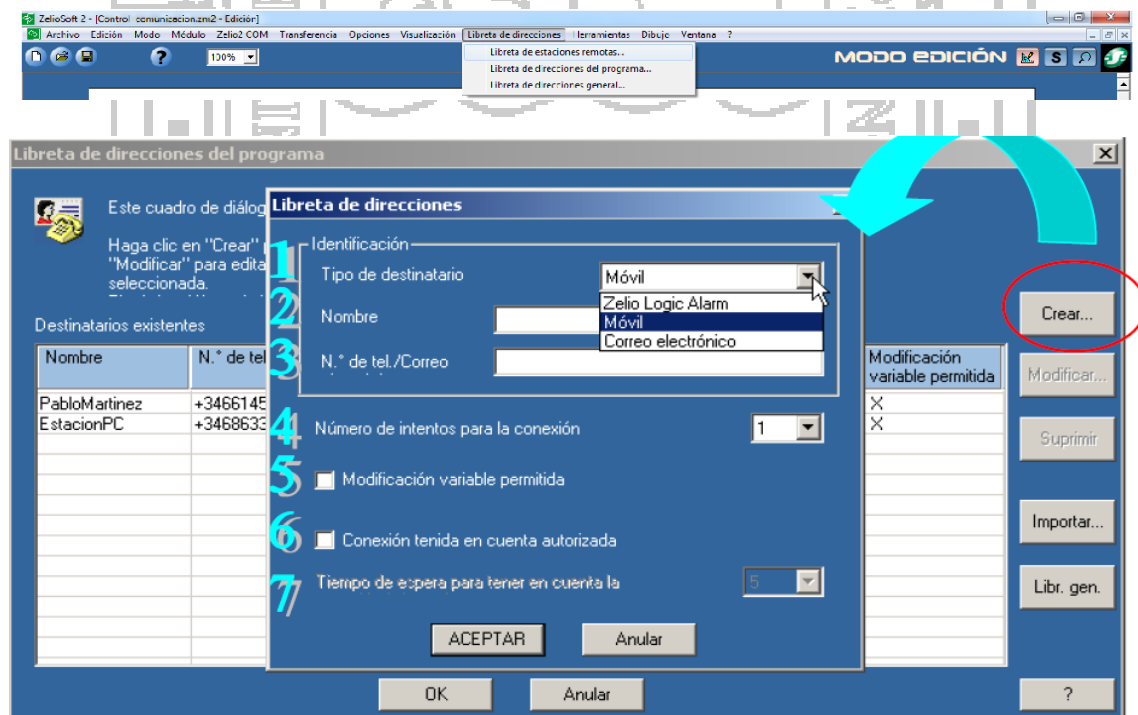 ZelioSoft 2 - [Control comunicacion.zm2 - Edición]
Archivo Edición Modo Módulo Zelio2 COM Transferencia Opciones Visualización Libreta de direcciones Herramientas Dibujo Ventana ?
Libreta de estaciones remotas...
Libreta de direcciones del programa...
Libreta de direcciones general...
? 100% MODO EDICIÓN S
Libreta de direcciones del programa
Este cuadro de diálog
Haga clic en "Crear"
"Modificar" para edita
seleccionada.
Destinatarios existentes
Nombre N.° de tel Modificación variable permitida
PabloMartinez +3466145 X
EstacionPC +3468633 X
Libreta de direcciones
Identificación
1 Tipo de destinatario Móvil
Zelio Logic Alarm
Móvil
Correo electrónico
2 Nombre
3 N.° de tel./Correo
4 Número de intentos para la conexión 1
5 Modificación variable permitida
6 Conexión tenida en cuenta autorizada
7 Tiempo de espera para tener en cuenta la 5
ACEPTAR Anular
Crear...
Modificar...
Suprimir
Importar...
Libr. gen.
OK Anular ?